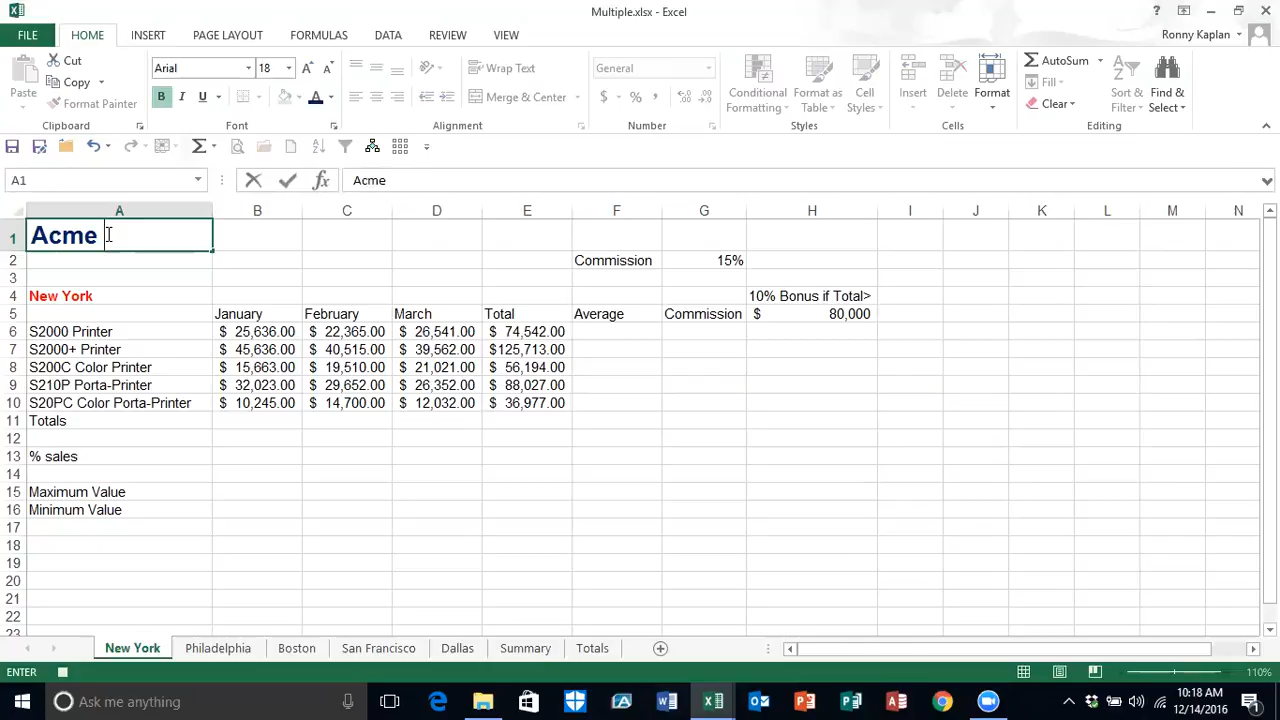 Multiple.xlsx - Excel
?
FILE HOME INSERT PAGE LAYOUT FORMULAS DATA REVIEW VIEW Ronny Kaplan
Paste Cut Copy Format Painter
Arial 18 A A
B I U A
Wrap Text
Merge & Center
General
$ % ,
Conditional Formatting Format as Table Cell Styles
Insert Delete Format
AutoSum Fill Clear
Sort & Filter Find & Select
Clipboard Font Alignment Number Styles Cells Editing
A1 fx Acme
A B C D E F G H I J K L M N
1 Acme
2 Commission 15%
3
4 New York 10% Bonus if Total>
5 January February March Total Average Commission $ 80,000
6 S2000 Printer $ 25,636.00 $ 22,365.00 $ 26,541.00 $ 74,542.00
7 S2000+ Printer $ 45,636.00 $ 40,515.00 $ 39,562.00 $125,713.00
8 S200C Color Printer $ 15,663.00 $ 19,510.00 $ 21,021.00 $ 56,194.00
9 S210P Porta-Printer $ 32,023.00 $ 29,652.00 $ 26,352.00 $ 88,027.00
10 S20PC Color Porta-Printer $ 10,245.00 $ 14,700.00 $ 12,032.00 $ 36,977.00
11 Totals
12
13 % sales
14
15 Maximum Value
16 Minimum Value
17
18
19
20
21
22
23
New York Philadelphia Boston San Francisco Dallas Summary Totals
ENTER 110%
Ask me anything 10:18 AM
12/14/2016